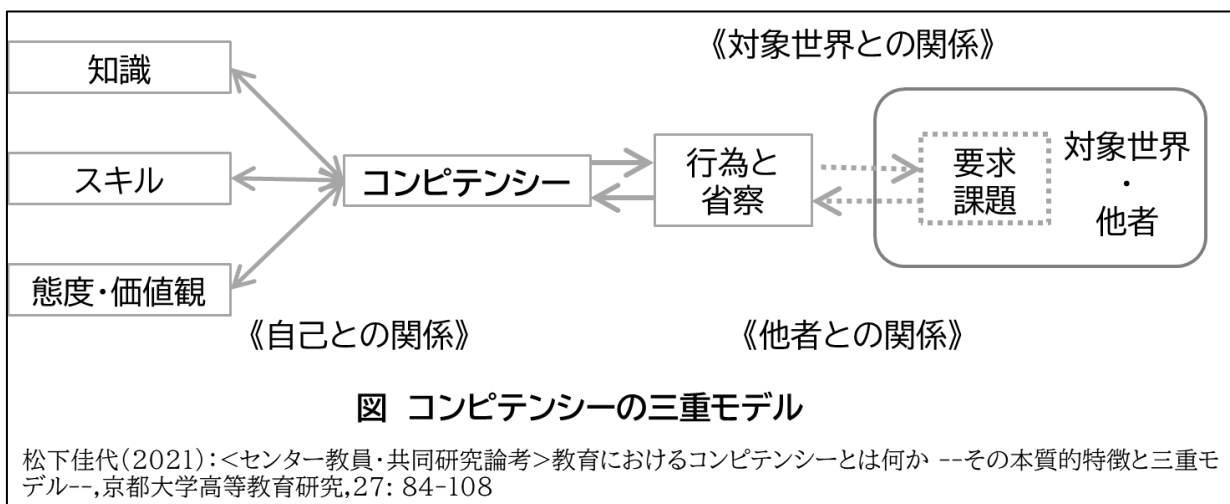 《対象世界との関係》
知識
スキル
態度・価値観
コンピテンシー
行為と
省察
要求
課題
対象世界
・
他者
《自己との関係》
《他者との関係》
図 コンピテンシーの三重モデル
松下佳代(2021):<センター教員・共同研究論考>教育におけるコンピテンシーとは何か --その本質的特徴と三重モ
デル--,京都大学高等教育研究,27: 84-108